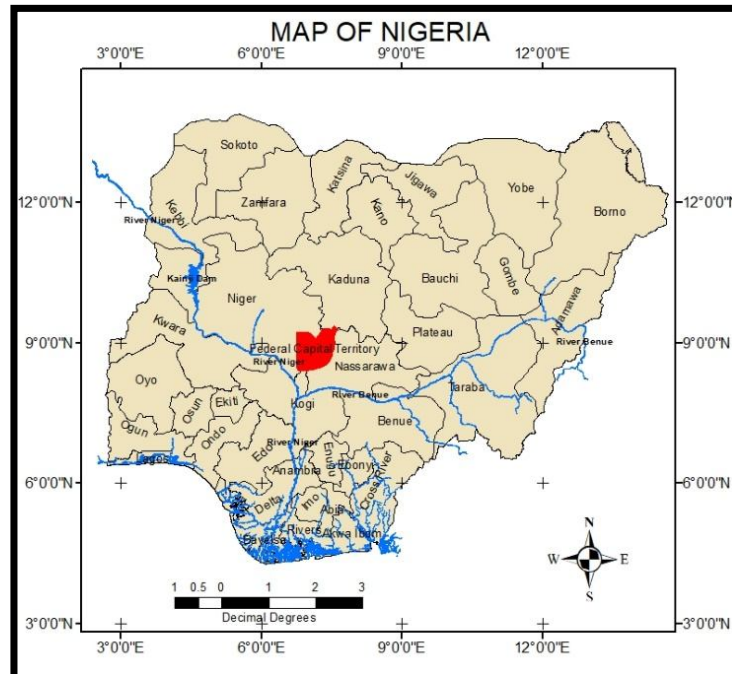 MAP OF NIGERIA
3°0'0"E 6°0'0"E 9°0'0"E 12°0'0"E
Sokoto
Katsina
Jigawa
Yobe
12°0'0"N
Zamfara
Kano
Borno
12°0'0"N
Kebbi
River Niger
Kainji Dam
Kaduna
Bauchi
Gombe
Niger
Adamawa
Kwara
Plateau
9°0'0"N
Federal Capital Territory
River Benue
9°0'0"N
River Niger
Nassarawa
Oyo
Taraba
Ekiti
Kogi
River Benue
Osun
Benue
Ogun
Ondo
River Niger
Edo
Enugu
Lagos
Anambra
Ebonyi
6°0'0"N
Cross River
6°0'0"N
Delta
Imo
Abia
Rivers
Bayelsa
Akwa Ibom
N
W E
S
1 0.5 0 1 2 3
Decimal Degrees
3°0'0"N
3°0'0"N
3°0'0"E 6°0'0"E 9°0'0"E 12°0'0"E